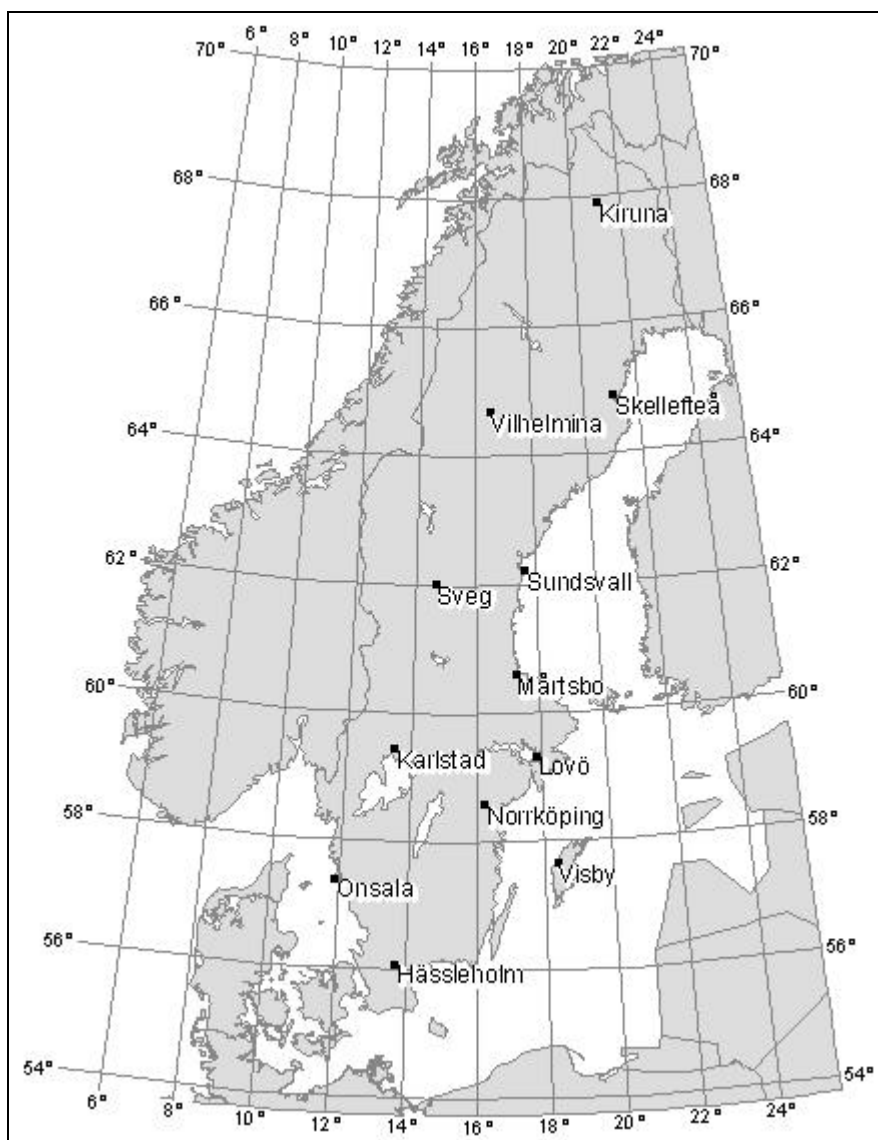 6° 8° 10° 12° 14° 16° 18° 20° 22° 24°
70° 70°
68° 68°
Kiruna
66° 66°
Skellefteå
Vilhelmina
64° 64°
62° 62°
Sundsvall
Sveg
60° 60°
Mårtsbo
Karlstad
Lovö
Norrköping
58° 58°
Visby
Onsala
56° 56°
Hässleholm
54° 54°
6° 8° 10° 12° 14° 16° 18° 20° 22° 24°